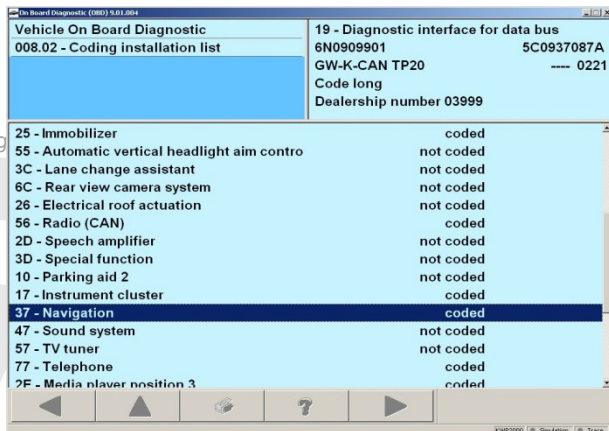 On Board Diagnostic (OBD) 9.01.004
Vehicle On Board Diagnostic
008.02 - Coding installation list
19 - Diagnostic interface for data bus
6N0909901 5C0937087A
GW-K-CAN TP20 ---- 0221
Code long
Dealership number 03999
25 - Immobilizer coded
55 - Automatic vertical headlight aim contro not coded
3C - Lane change assistant not coded
6C - Rear view camera system not coded
26 - Electrical roof actuation not coded
56 - Radio (CAN) coded
2D - Speech amplifier not coded
3D - Special function not coded
10 - Parking aid 2 not coded
17 - Instrument cluster coded
37 - Navigation coded
47 - Sound system not coded
57 - TV tuner not coded
77 - Telephone coded
2E - Media player position 3 coded
KWP2000 Simulation Trace